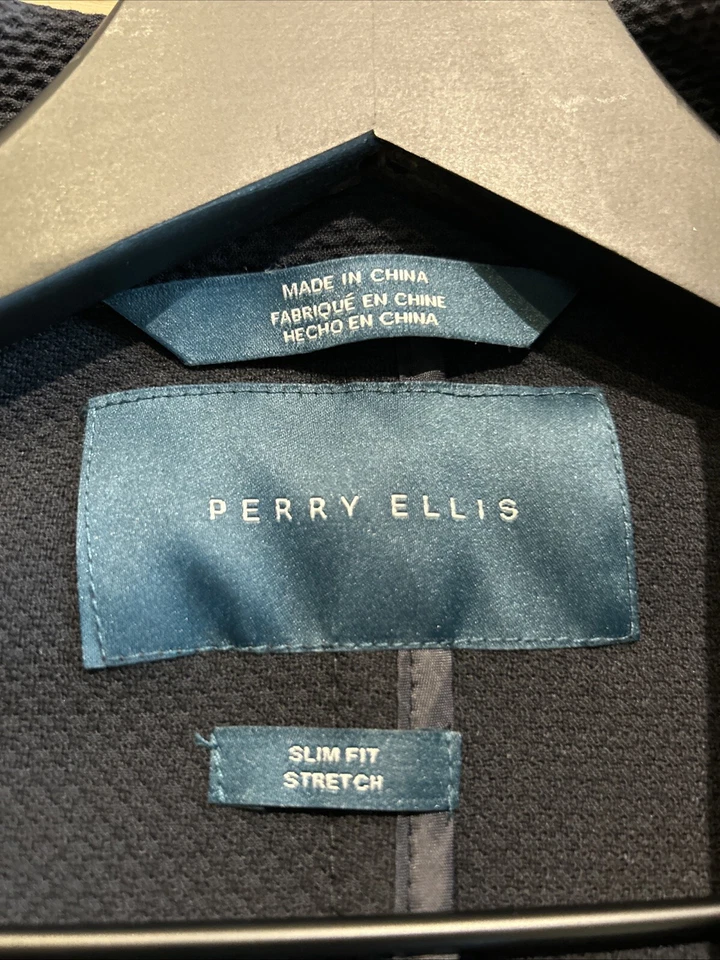 MADE IN CHINA
FABRIQUÉ EN CHINE
HECHO EN CHINA
PERRY ELLIS
SLIM FIT
STRETCH